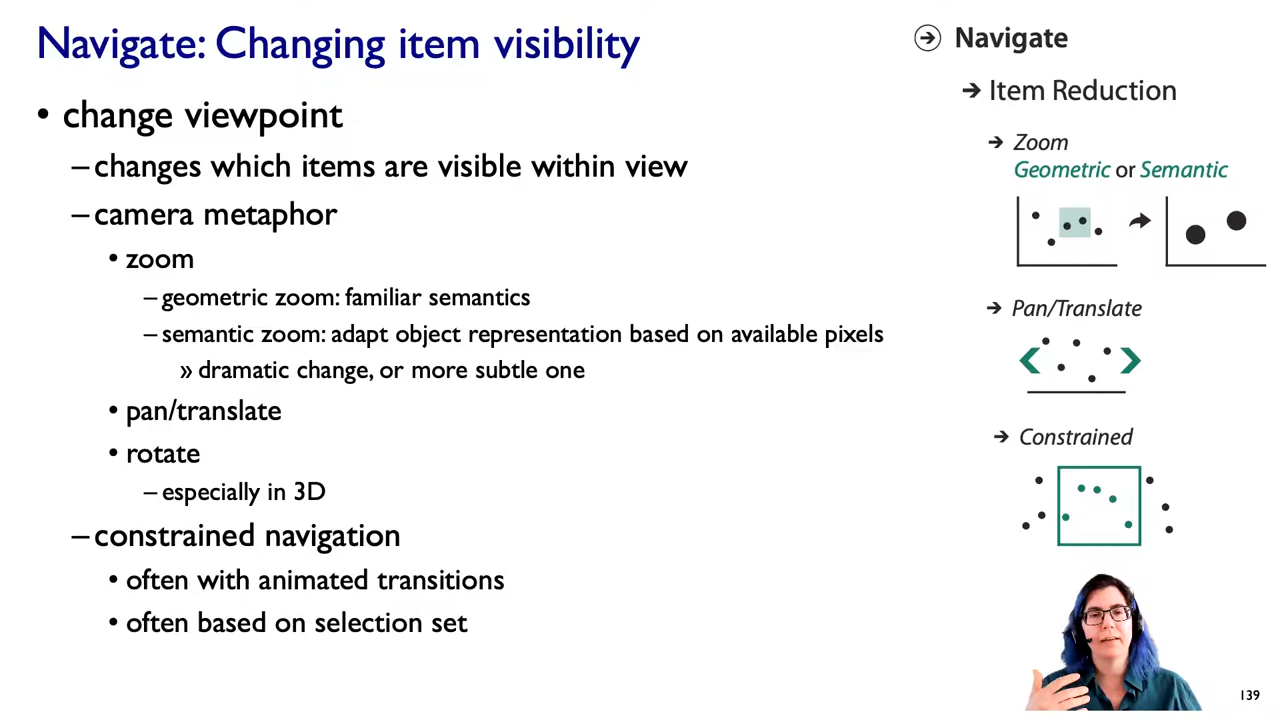 Navigate: Changing item visibility
• change viewpoint
– changes which items are visible within view
– camera metaphor
• zoom
– geometric zoom: familiar semantics
– semantic zoom: adapt object representation based on available pixels
» dramatic change, or more subtle one
• pan/translate
• rotate
– especially in 3D
– constrained navigation
• often with animated transitions
• often based on selection set
Navigate
Item Reduction
Zoom
Geometric or Semantic
Pan/Translate
Constrained
139